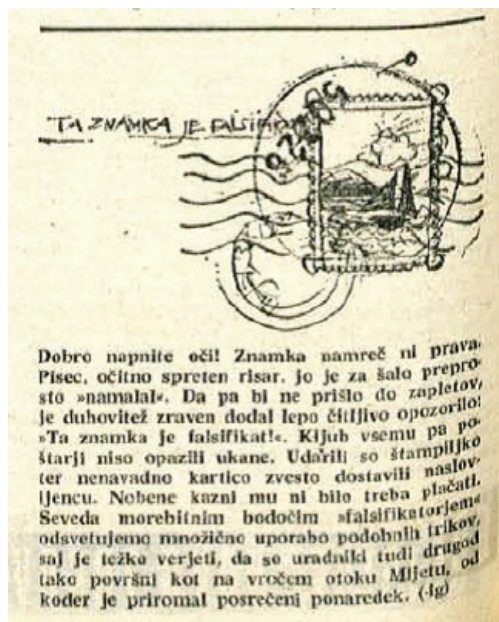 TA ZNAMKA JE FALSIFIKAT
Dobro napnite oči! Znamka namreč ni prava.
Pisec, očitno spreten risar, jo je za šalo prepro-
sto »namalal«. Da pa bi ne prišlo do zapletov,
je duhovitež zraven dodal lepo čitljivo opozorilo:
»Ta znamka je falsifikat!«. Kljub vsemu pa po-
štarji niso opazili ukane. Udarili so štampiljko
ter nenavadno kartico zvesto dostavili naslov-
ljencu. Nobene kazni mu ni bilo treba plačati.
Seveda morebitnim bodočim »falsifikatorjem«
odsvetujemo množično uporabo podobnih trikov,
saj je težko verjeti, da so uradniki tudi drugod
tako površni kot na vročem otoku Mljetu, od
koder je priromal posrečeni ponaredek. (-lg)